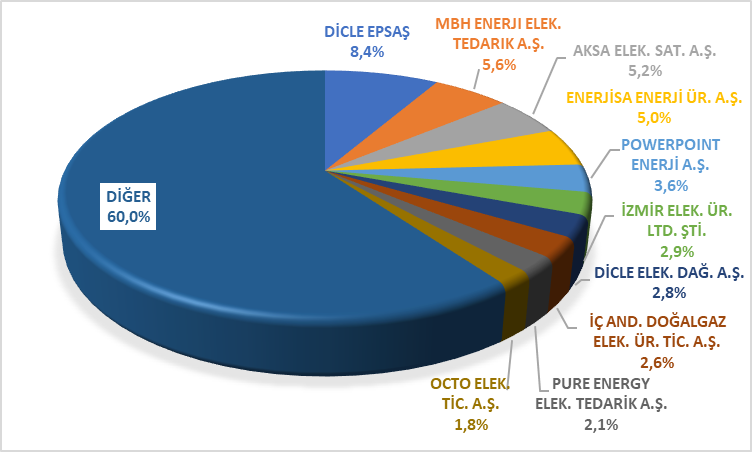 DİCLE EPSAŞ
8,4%
MBH ENERJI ELEK.
TEDARIK A.Ş.
5,6%
AKSA ELEK. SAT. A.Ş.
5,2%
ENERJİSA ENERJİ ÜR. A.Ş.
5,0%
POWERPOINT
ENERJİ A.Ş.
3,6%
İZMİR ELEK. ÜR.
LTD. ŞTİ.
2,9%
DİCLE ELEK. DAĞ. A.Ş.
2,8%
İÇ AND. DOĞALGAZ
ELEK. ÜR. TİC. A.Ş.
2,6%
PURE ENERGY
ELEK. TEDARİK A.Ş.
2,1%
OCTO ELEK.
TİC. A.Ş.
1,8%
DİĞER
60,0%